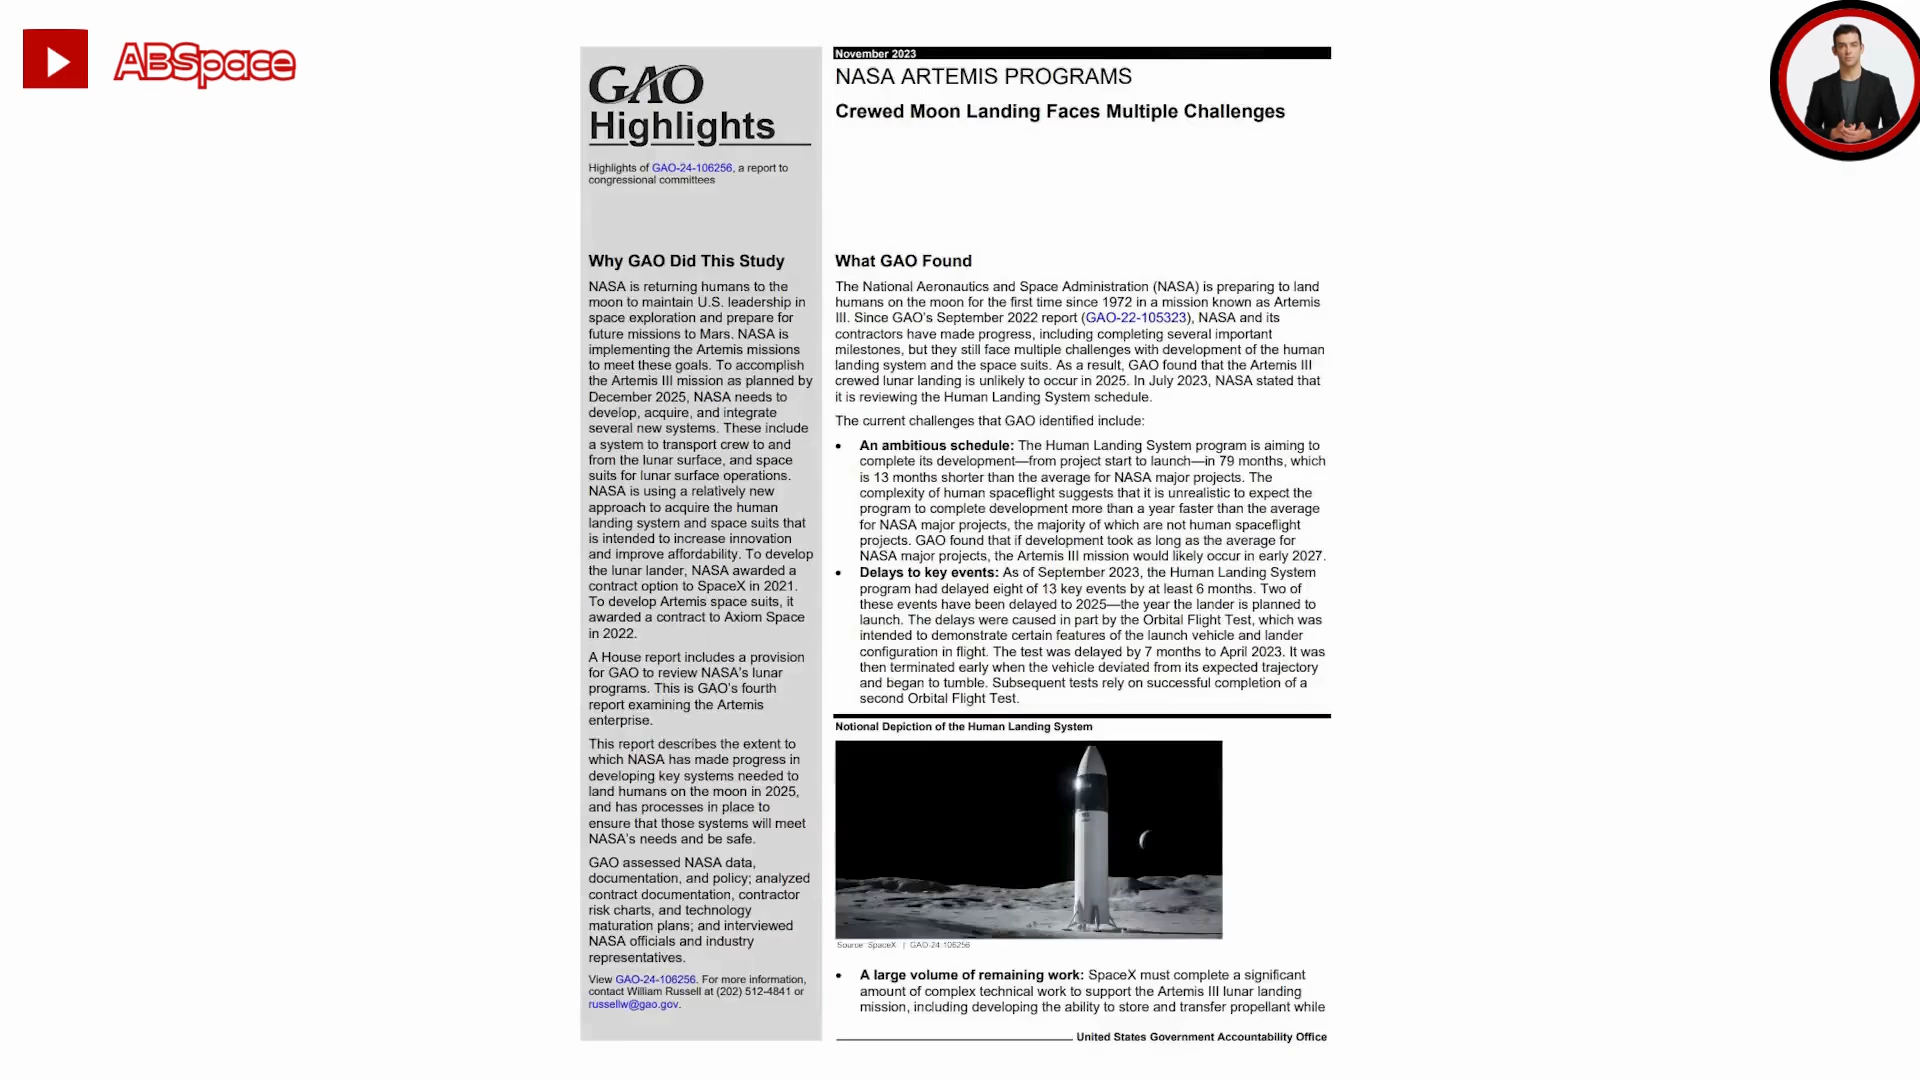 ABSpace
GAO
Highlights
Highlights of GAO-24-106256, a report to
congressional committees
Why GAO Did This Study
NASA is returning humans to the
moon to maintain U.S. leadership in
space exploration and prepare for
future missions to Mars. NASA is
implementing the Artemis missions
to meet these goals. To accomplish
the Artemis III mission as planned by
December 2025, NASA needs to
develop, acquire, and integrate
several new systems. These include
a system to transport crew to and
from the lunar surface, and space
suits for lunar surface operations.
NASA is using a relatively new
approach to acquire the human
landing system and space suits that
is intended to increase innovation
and improve affordability. To develop
the lunar lander, NASA awarded a
contract option to SpaceX in 2021.
To develop Artemis space suits, it
awarded a contract to Axiom Space
in 2022.
A House report includes a provision
for GAO to review NASA's lunar
programs. This is GAO's fourth
report examining the Artemis
enterprise.
This report describes the extent to
which NASA has made progress in
developing key systems needed to
land humans on the moon in 2025,
and has processes in place to
ensure that those systems will meet
NASA's needs and be safe.
GAO assessed NASA data,
documentation, and policy; analyzed
contract documentation, contractor
risk charts, and technology
maturation plans; and interviewed
NASA officials and industry
representatives.
View GAO-24-106256. For more information,
contact William Russell at (202) 512-4841 or
russellw@gao.gov.
November 2023
NASA ARTEMIS PROGRAMS
Crewed Moon Landing Faces Multiple Challenges
What GAO Found
The National Aeronautics and Space Administration (NASA) is preparing to land
humans on the moon for the first time since 1972 in a mission known as Artemis
III. Since GAO's September 2022 report (GAO-22-105323), NASA and its
contractors have made progress, including completing several important
milestones, but they still face multiple challenges with development of the human
landing system and the space suits. As a result, GAO found that the Artemis III
crewed lunar landing is unlikely to occur in 2025. In July 2023, NASA stated that
it is reviewing the Human Landing System schedule.
The current challenges that GAO identified include:
• An ambitious schedule: The Human Landing System program is aiming to
complete its development—from project start to launch—in 79 months, which
is 13 months shorter than the average for NASA major projects. The
complexity of human spaceflight suggests that it is unrealistic to expect the
program to complete development more than a year faster than the average
for NASA major projects, the majority of which are not human spaceflight
projects. GAO found that if development took as long as the average for
NASA major projects, the Artemis III mission would likely occur in early 2027.
• Delays to key events: As of September 2023, the Human Landing System
program had delayed eight of 13 key events by at least 6 months. Two of
these events have been delayed to 2025—the year the lander is planned to
launch. The delays were caused in part by the Orbital Flight Test, which was
intended to demonstrate certain features of the launch vehicle and lander
configuration in flight. The test was delayed by 7 months to April 2023. It was
then terminated early when the vehicle deviated from its expected trajectory
and began to tumble. Subsequent tests rely on successful completion of a
second Orbital Flight Test.
Notional Depiction of the Human Landing System
Source: SpaceX | GAO-24-106256
• A large volume of remaining work: SpaceX must complete a significant
amount of complex technical work to support the Artemis III lunar landing
mission, including developing the ability to store and transfer propellant while
United States Government Accountability Office